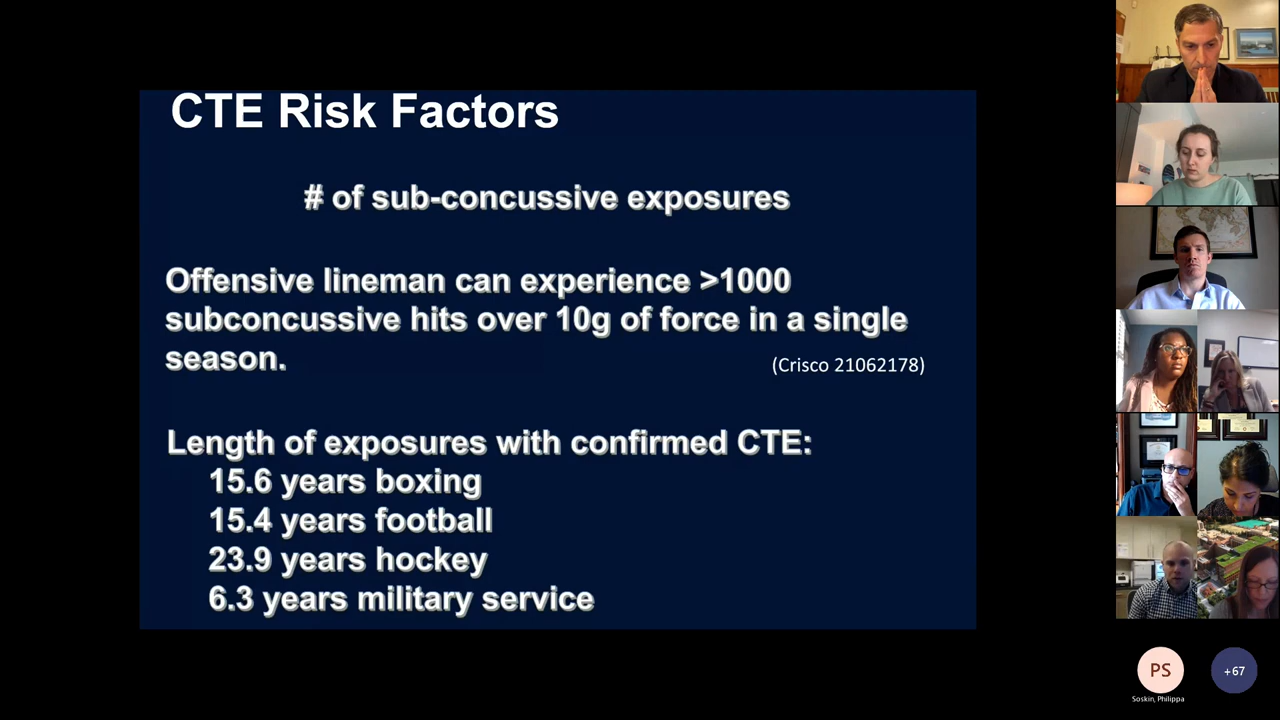 CTE Risk Factors
# of sub-concussive exposures
Offensive lineman can experience >1000
subconcussive hits over 10g of force in a single
season.
(Crisco 21062178)
Length of exposures with confirmed CTE:
15.6 years boxing
15.4 years football
23.9 years hockey
6.3 years military service
PS
+67
Soskin, Philippa